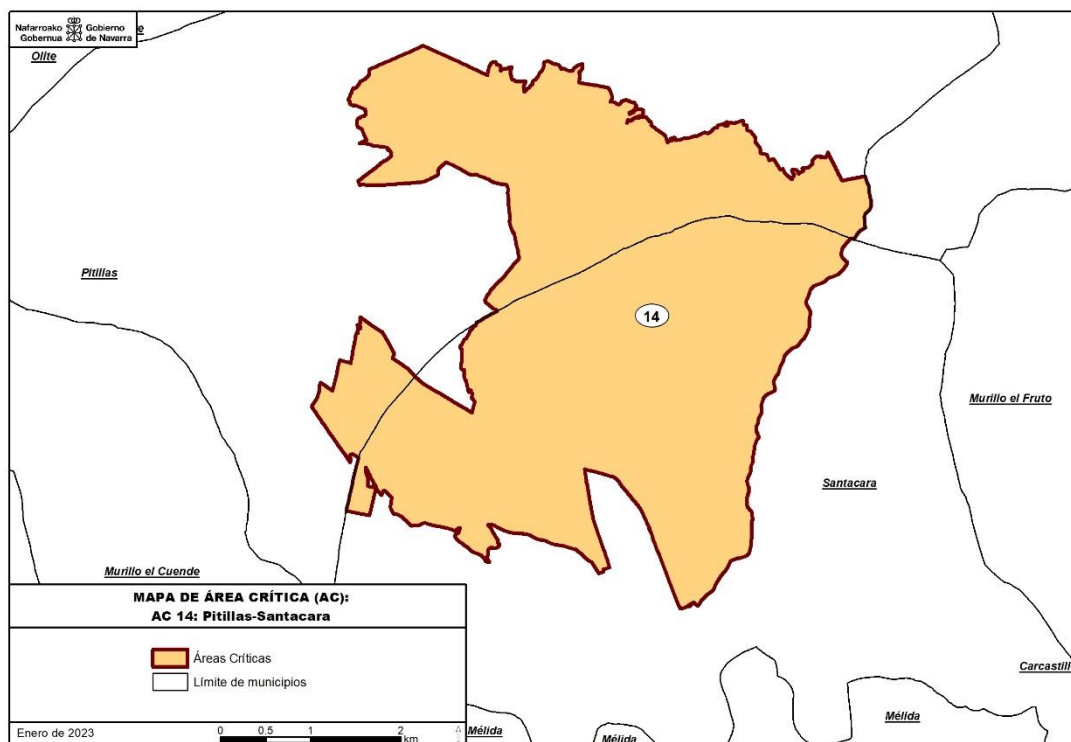 Nafarroako Gobernua
Gobierno de Navarra
Olite
Pitillas
14
Murillo el Fruto
Santacara
Murillo el Cuende
MAPA DE ÁREA CRÍTICA (AC):
AC 14: Pitillas-Santacara
Áreas Críticas
Límite de municipios
Carcastill
Enero de 2023
0 0.5 1 2
km
Mélida
Mélida
Mélida